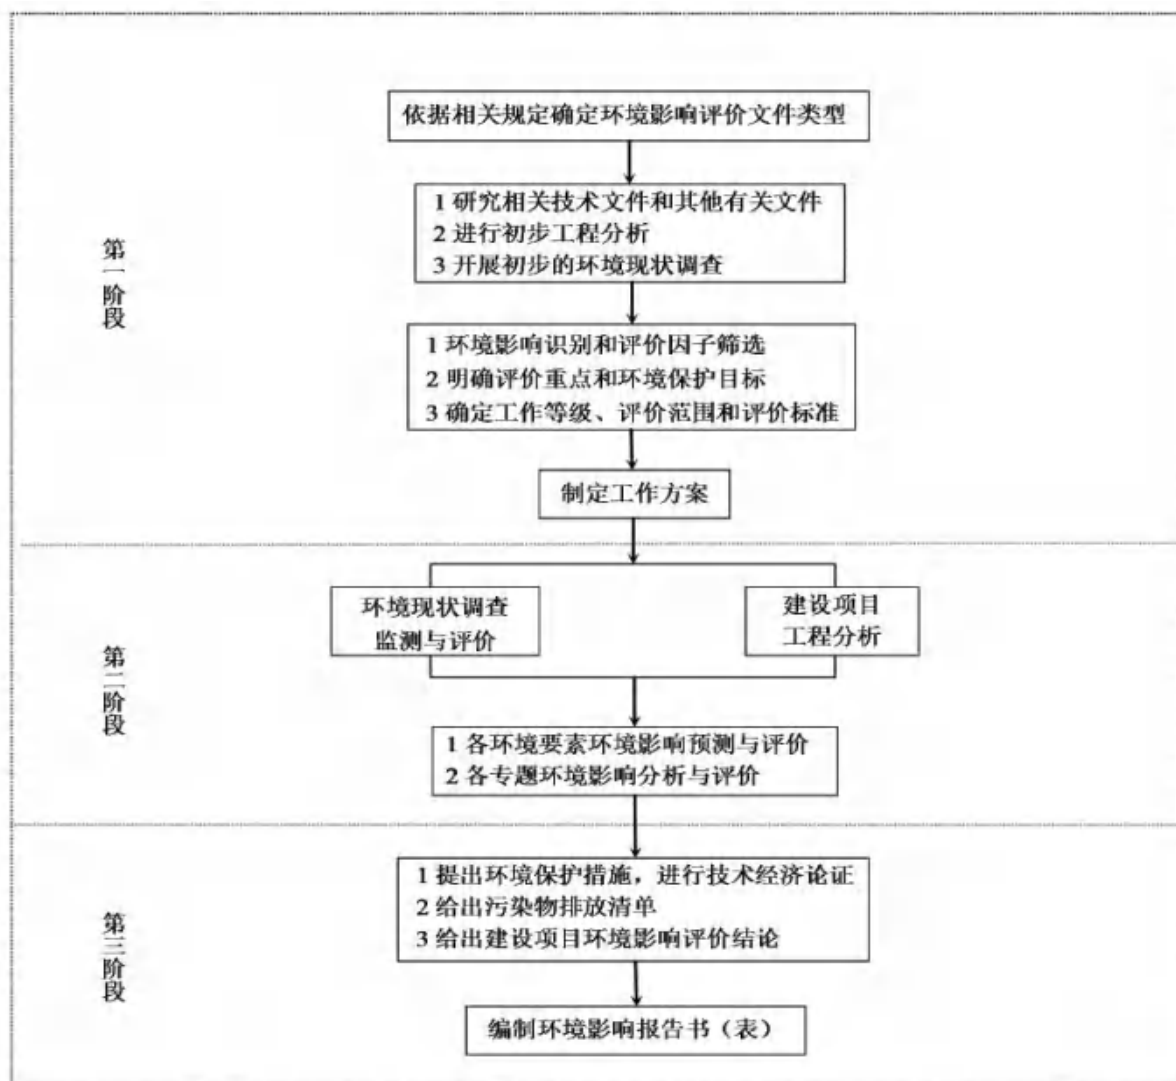 依据相关规定确定环境影响评价文件类型
1 研究相关技术文件和其他有关文件
2 进行初步工程分析
3 开展初步的环境现状调查
第一阶段
1 环境影响识别和评价因子筛选
2 明确评价重点和环境保护目标
3 确定工作等级、评价范围和评价标准
制定工作方案
第二阶段
环境现状调查
监测与评价
建设项目
工程分析
1 各环境要素环境影响预测与评价
2 各专题环境影响分析与评价
第三阶段
1 提出环境保护措施，进行技术经济论证
2 给出污染物排放清单
3 给出建设项目环境影响评价结论
编制环境影响报告书（表）